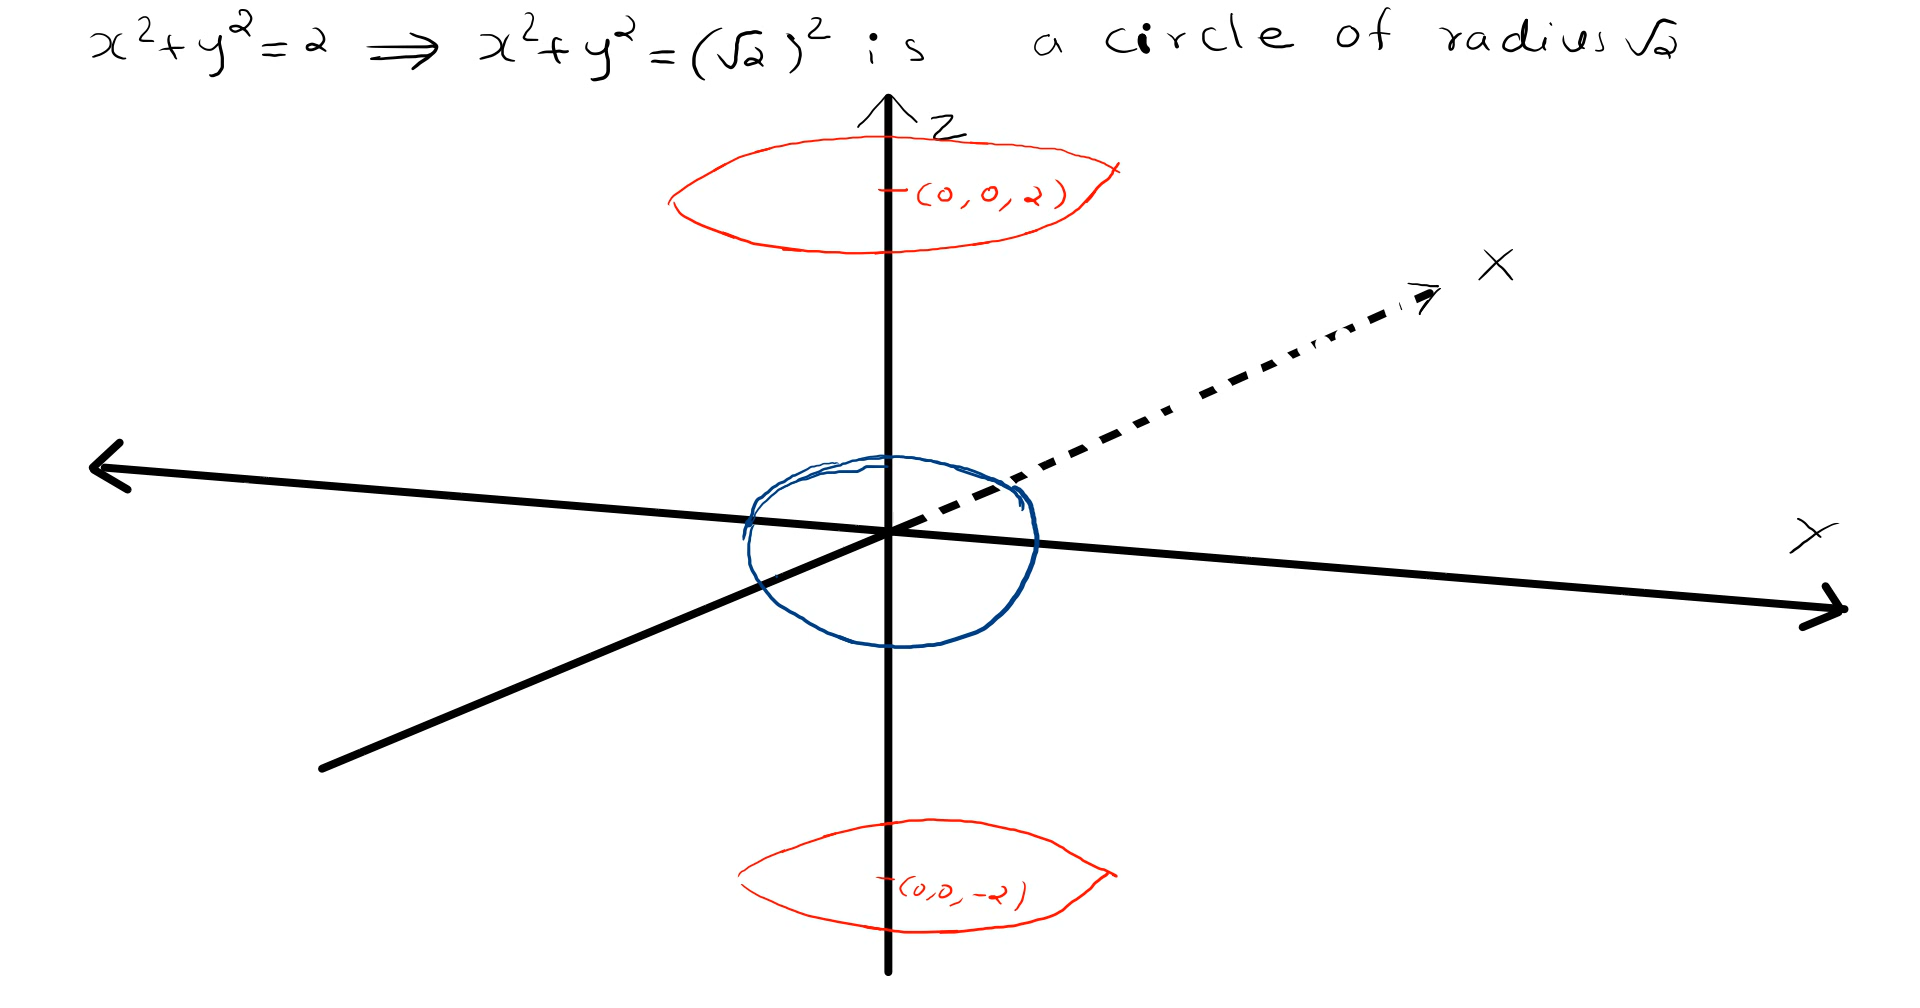 x²+y²=2 ⟹ x²+y²=(√2)² is a circle of radius √2
z
(0,0,2)
x
y
(0,0,-2)